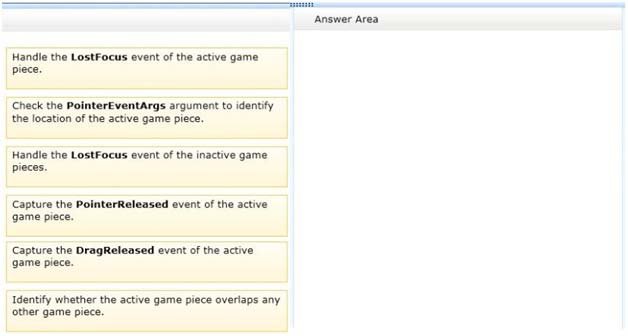 Answer Area
Handle the LostFocus event of the active game
piece.
Check the PointerEventArgs argument to identify
the location of the active game piece.
Handle the LostFocus event of the inactive game
pieces.
Capture the PointerReleased event of the active
game piece.
Capture the DragReleased event of the active
game piece.
Identify whether the active game piece overlaps any
other game piece.